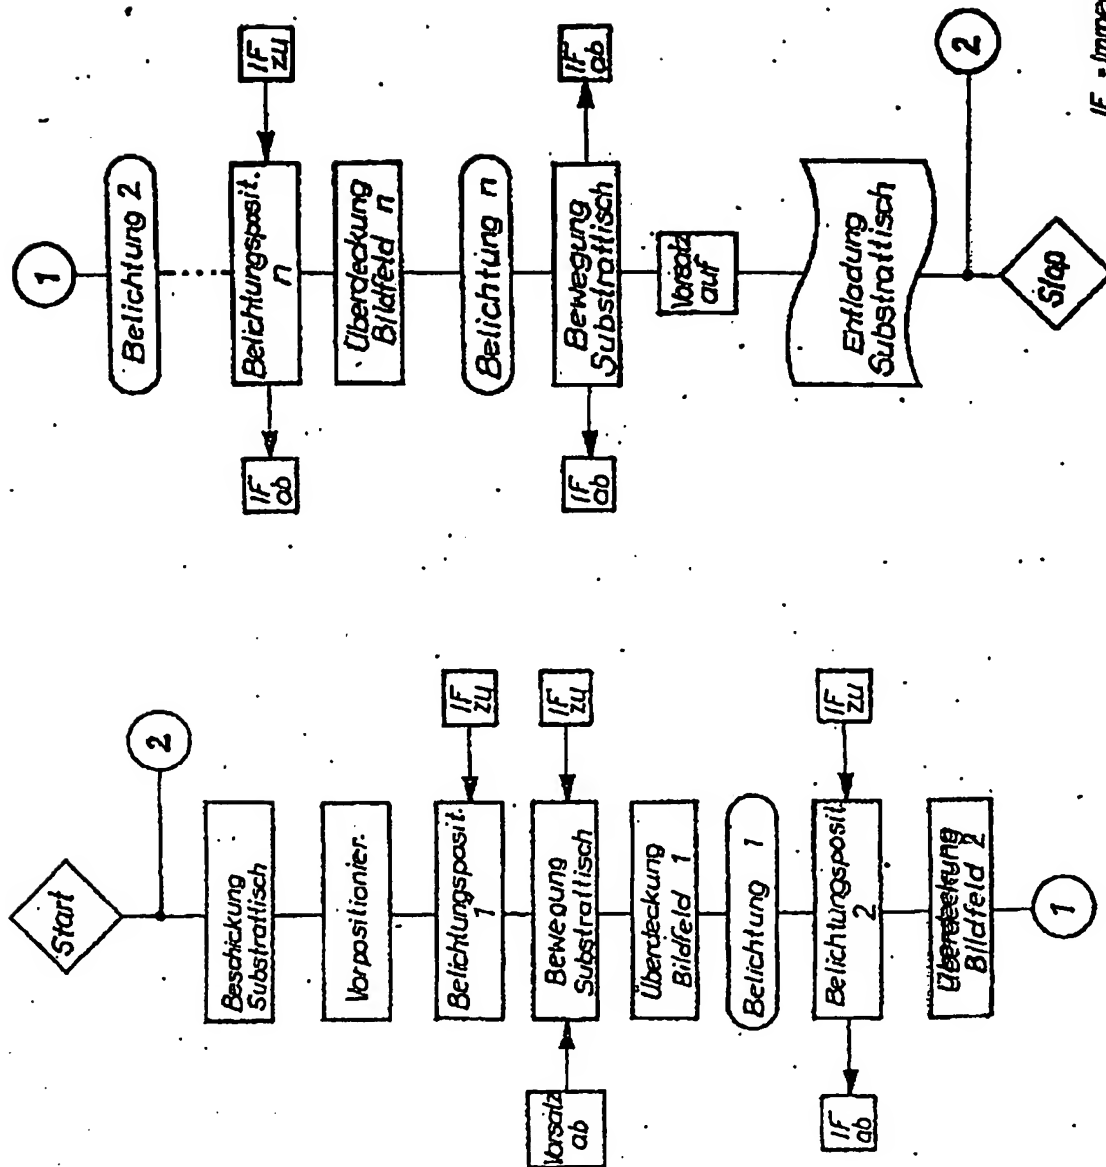 Start
2
Beschickung
Substrattisch
Vorpositionier.
Belichtungsposit.
1
IF
zu
Bewegung
Substrattisch
IF
zu
Vorsatz
ab
Überdeckung
Bildfeld 1
Belichtung 1
Belichtungsposit.
2
IF
zu
IF
ab
Überdeckung
Bildfeld 2
1
1
Belichtung 2
Belichtungsposit.
n
IF
zu
IF
ab
Überdeckung
Bildfeld n
Belichtung n
Bewegung
Substrattisch
IF
ab
IF
ab
Vorsatz
auf
Entladung
Substrattisch
2
Stop
IF =